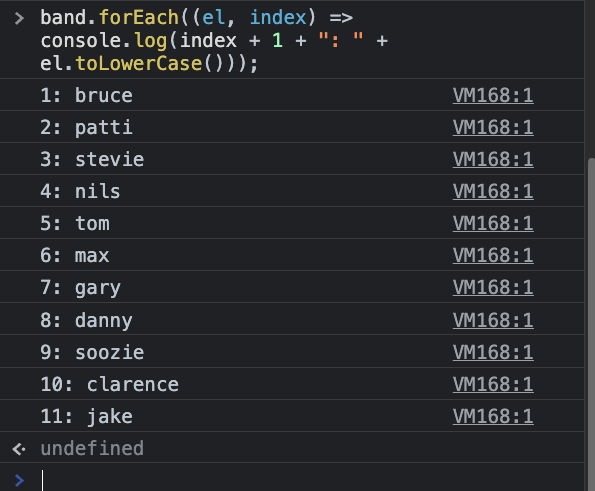 > band.forEach((el, index) =>
console.log(index + 1 + ": " +
el.toLowerCase()));
1: bruce VM168:1
2: patti VM168:1
3: stevie VM168:1
4: nils VM168:1
5: tom VM168:1
6: max VM168:1
7: gary VM168:1
8: danny VM168:1
9: soozie VM168:1
10: clarence VM168:1
11: jake VM168:1
undefined
>